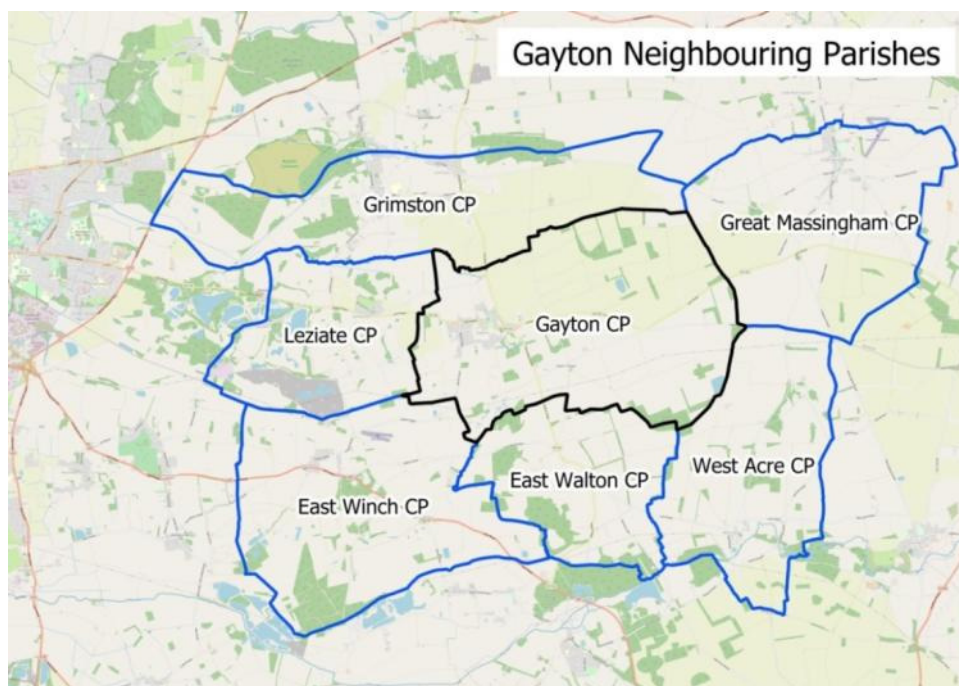 Gayton Neighbouring Parishes
Grimston CP
Great Massingham CP
Leziate CP
Gayton CP
West Acre CP
East Walton CP
East Winch CP